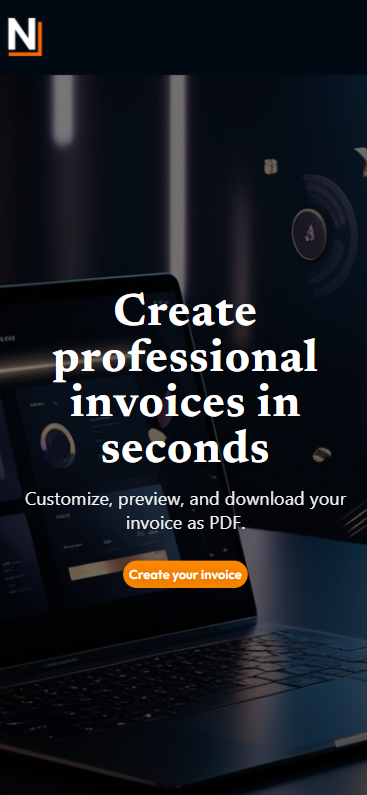 N
Create
professional
invoices in
seconds
Customize, preview, and download your
invoice as PDF.
Create your invoice